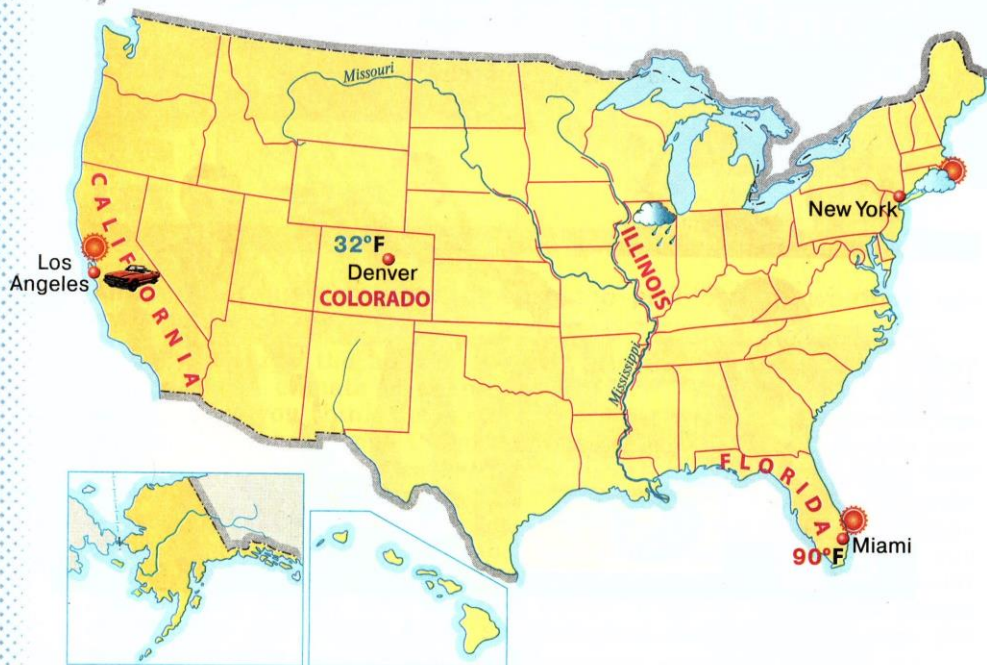 Missouri
CALIFORNIA
New York
ILLINOIS
32°F
Denver
COLORADO
Los
Angeles
Mississippi
FLORIDA
Miami
90°F